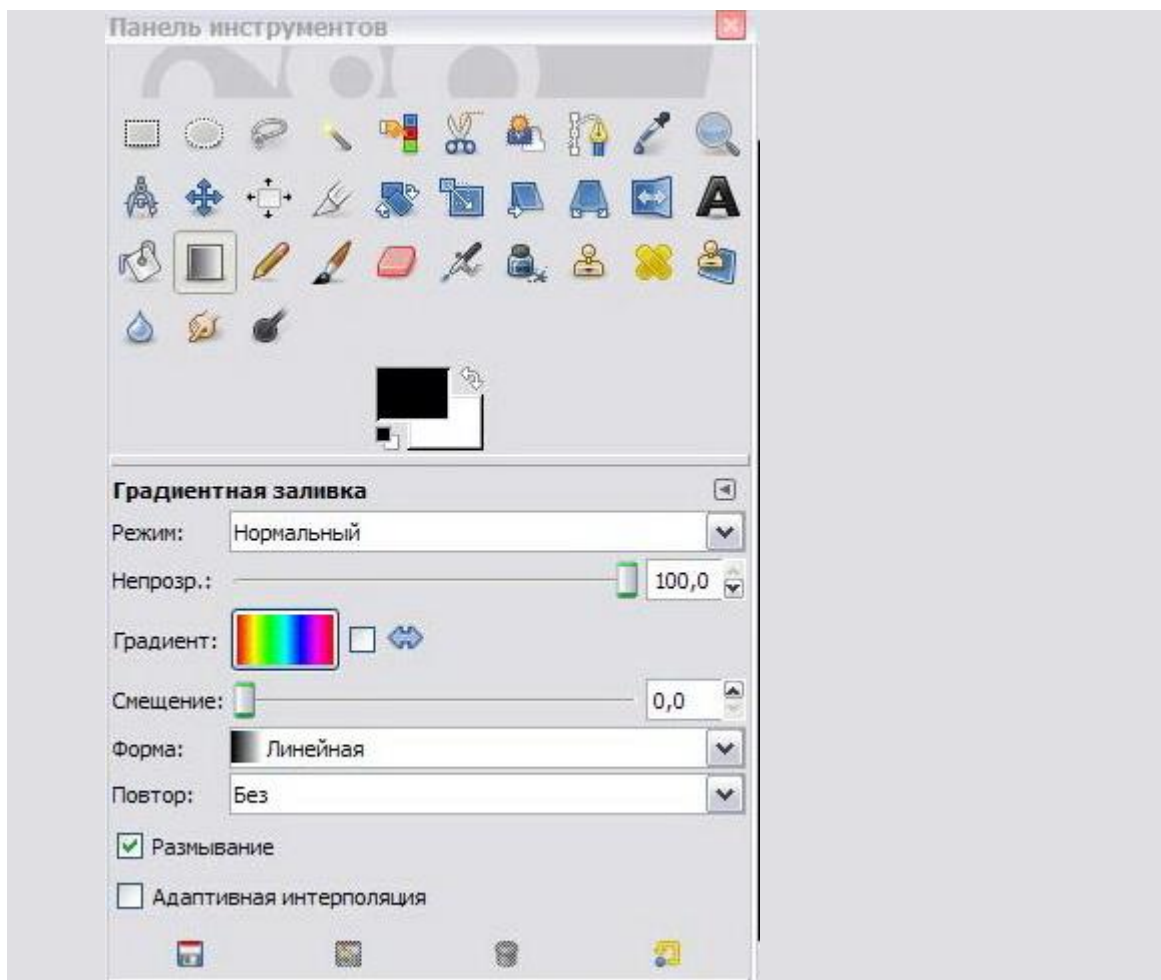 Панель инструментов
Градиентная заливка
Режим: Нормальный
Непрозр.: 100,0
Градиент:
Смещение: 0,0
Форма: Линейная
Повтор: Без
Размывание
Адаптивная интерполяция